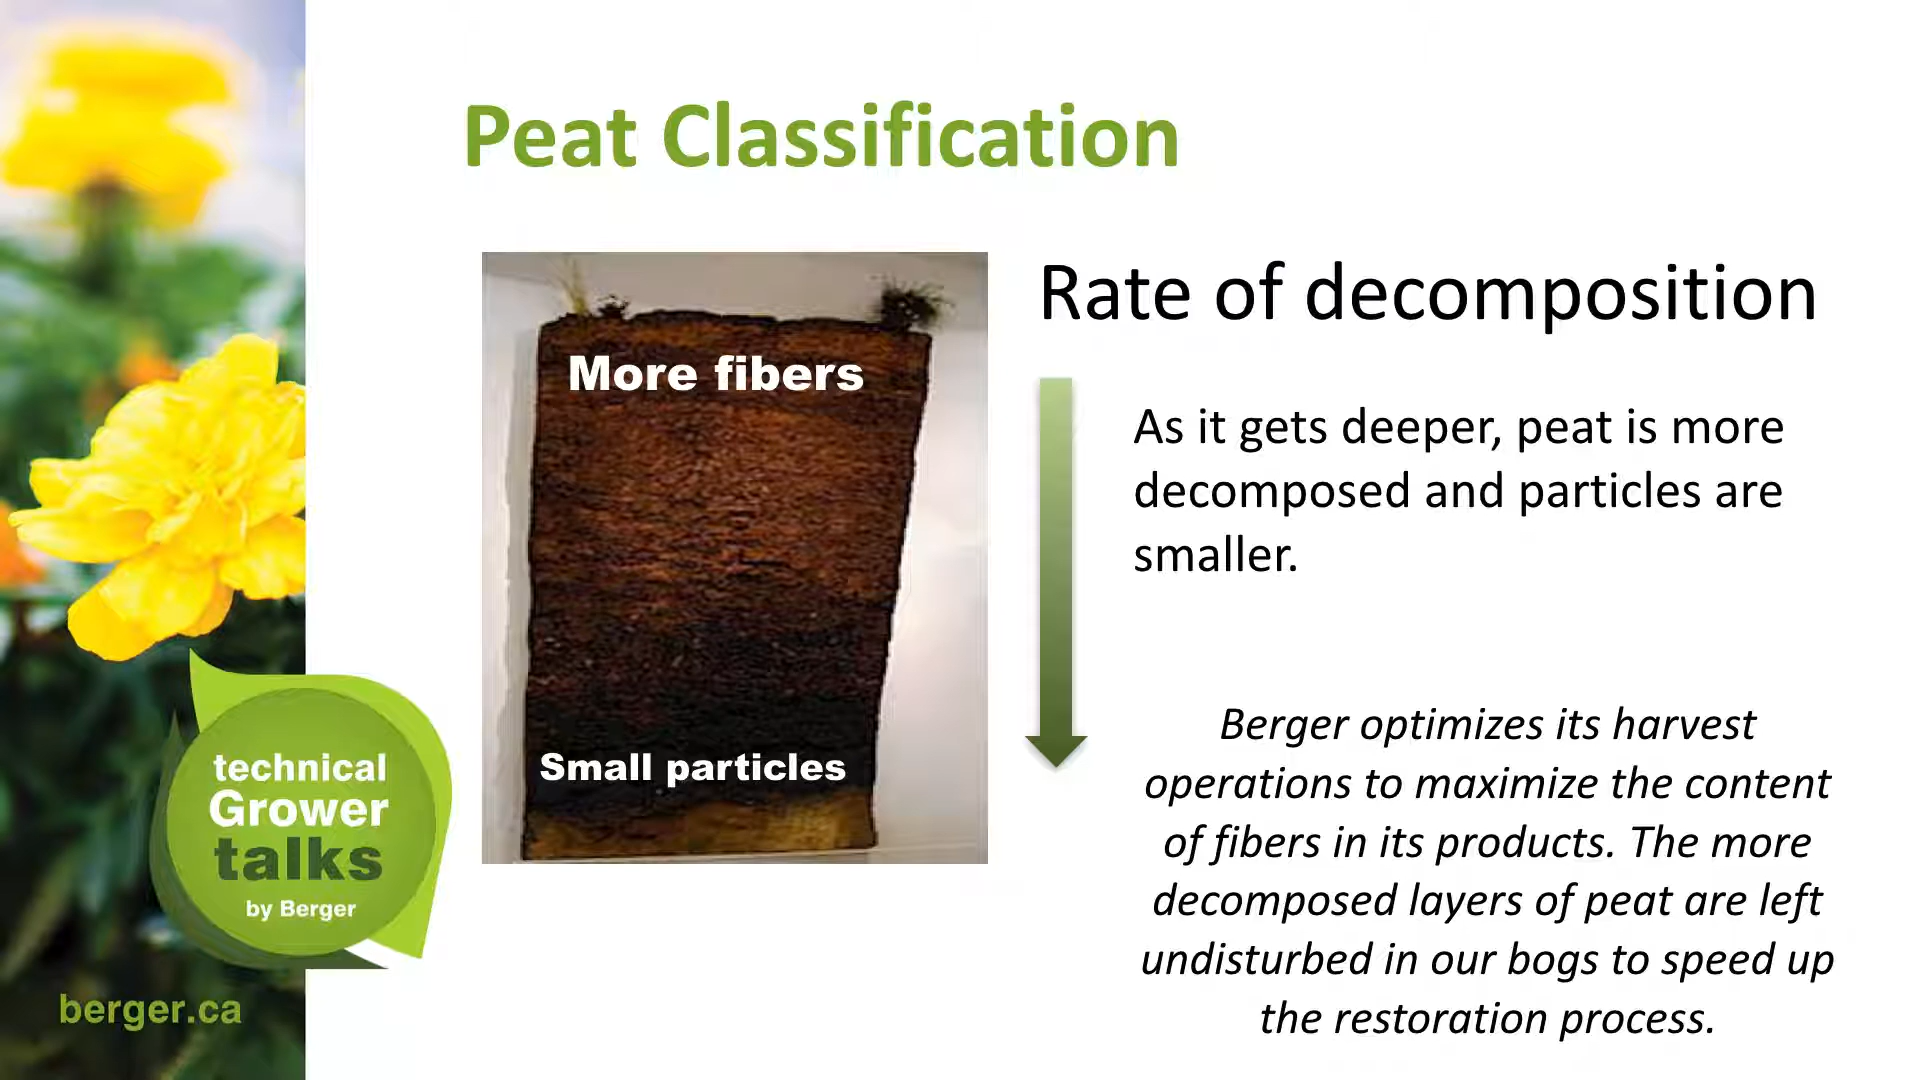 Peat Classification
More fibers
Small particles
Rate of decomposition
As it gets deeper, peat is more
decomposed and particles are
smaller.
Berger optimizes its harvest
operations to maximize the content
of fibers in its products. The more
decomposed layers of peat are left
undisturbed in our bogs to speed up
the restoration process.
technical
Grower
talks
by Berger
berger.ca